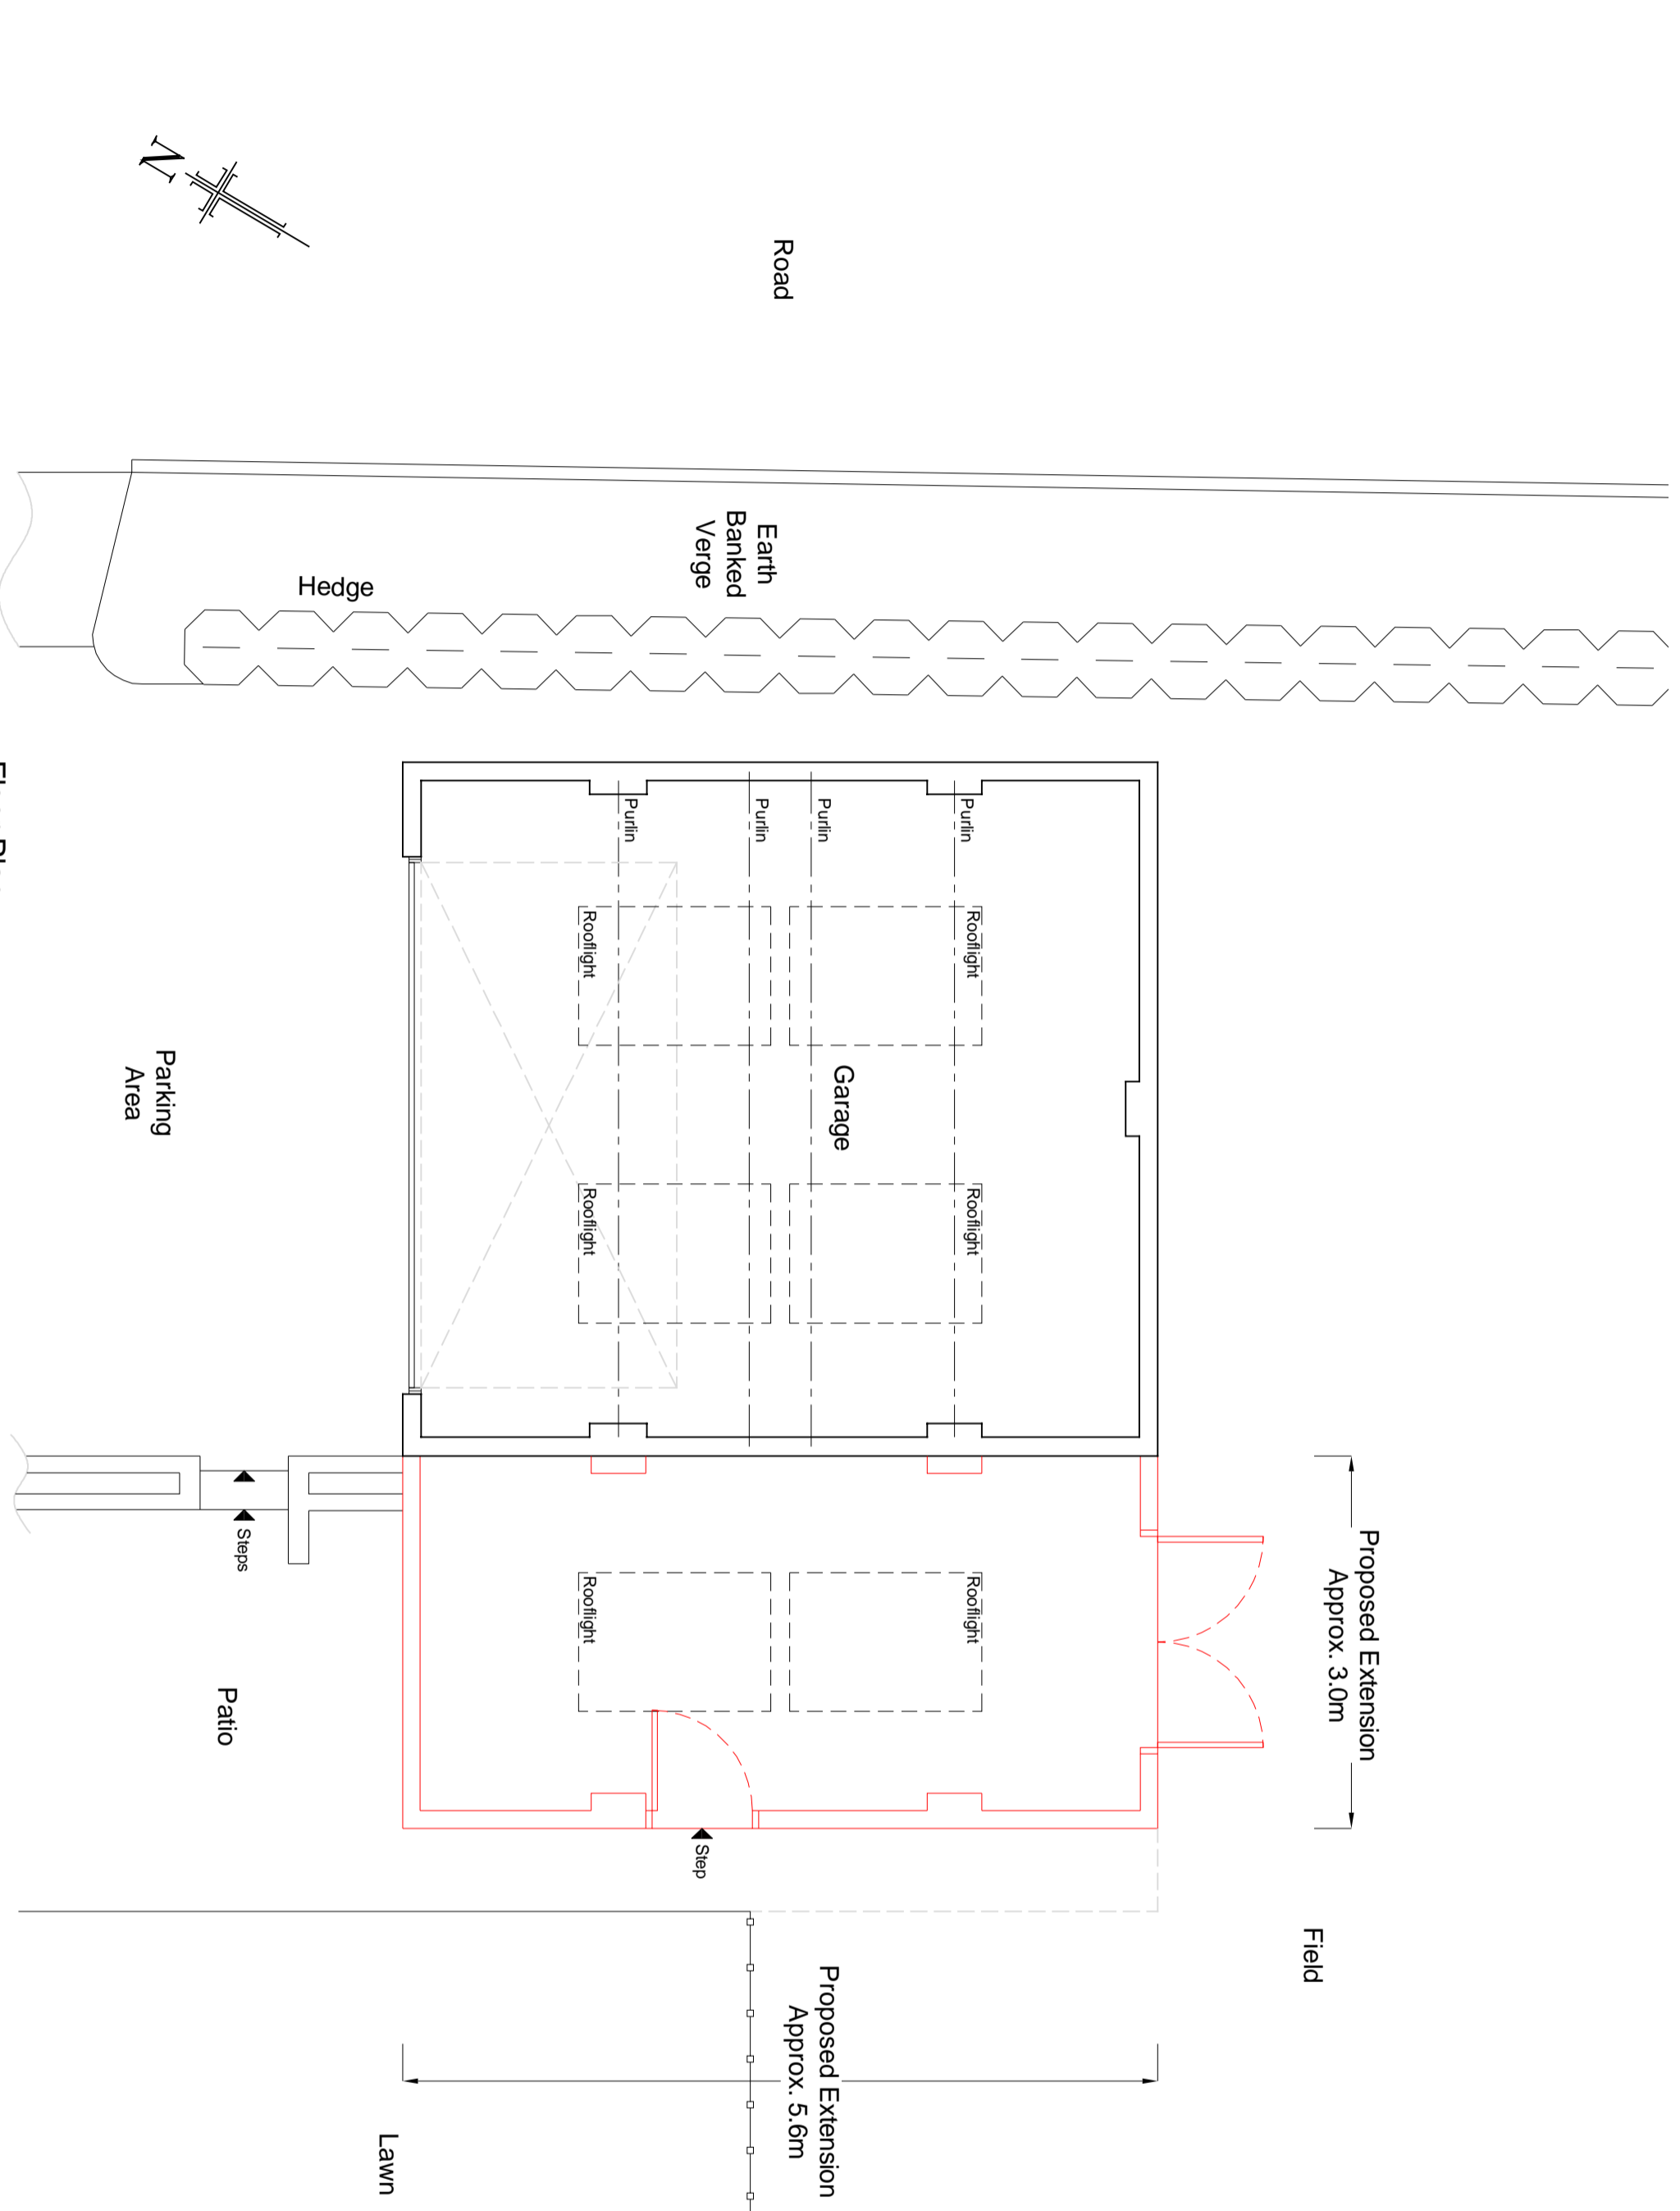 N
Road
Earth
Banked
Verge
Hedge
Purlin
Purlin
Purlin
Purlin
Rooflight
Rooflight
Garage
Rooflight
Rooflight
Parking
Area
Steps
Rooflight
Rooflight
Proposed Extension
Approx. 3.0m
Patio
Step
Field
Proposed Extension
Approx. 5.6m
Lawn